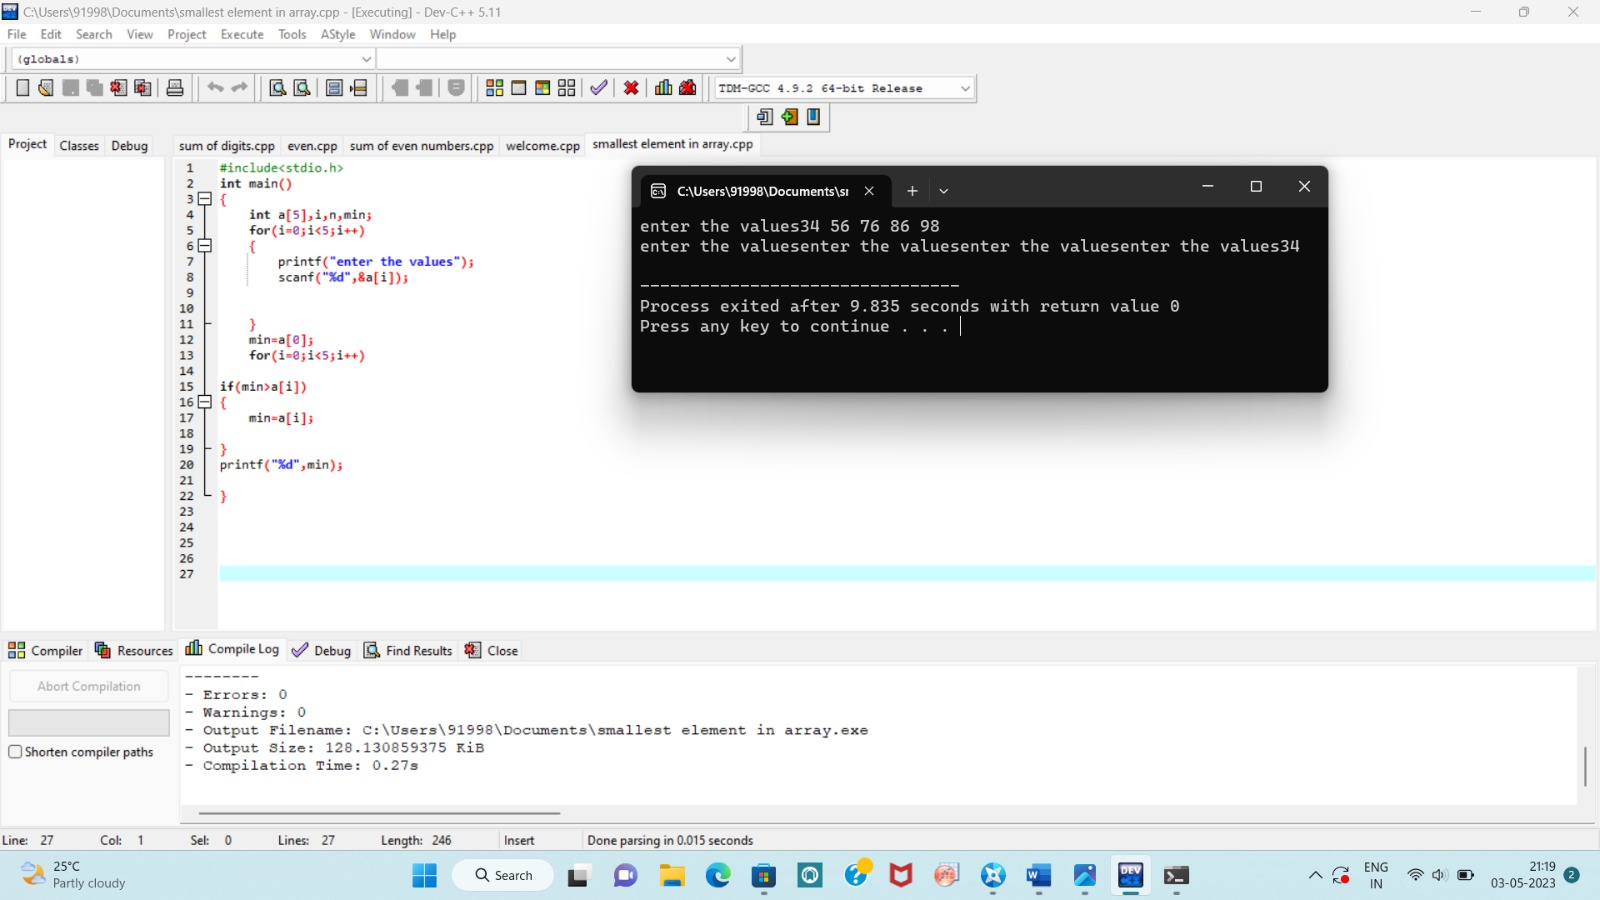 C:\Users\91998\Documents\smallest element in array.cpp - [Executing] - Dev-C++ 5.11
File Edit Search View Project Execute Tools AStyle Window Help
(globals)
TDM-GCC 4.9.2 64-bit Release
Project Classes Debug
sum of digits.cpp even.cpp sum of even numbers.cpp welcome.cpp smallest element in array.cpp
1 #include<stdio.h>
2 int main()
3 {
4 int a[5],i,n,min;
5 for(i=0;i<5;i++)
6 {
7 printf("enter the values");
8 scanf("%d",&a[i]);
9
10
11 }
12 min=a[0];
13 for(i=0;i<5;i++)
14
15 if(min>a[i])
16 {
17 min=a[i];
18
19 }
20 printf("%d",min);
21
22 }
23
24
25
26
27
C:\Users\91998\Documents\sr
enter the values34 56 76 86 98
enter the valuesenter the valuesenter the valuesenter the values34
--------------------------------
Process exited after 9.835 seconds with return value 0
Press any key to continue . . .
Compiler Resources Compile Log Debug Find Results Close
Abort Compilation
Shorten compiler paths
--------
- Errors: 0
- Warnings: 0
- Output Filename: C:\Users\91998\Documents\smallest element in array.exe
- Output Size: 128.130859375 KiB
- Compilation Time: 0.27s
Line: 27 Col: 1 Sel: 0 Lines: 27 Length: 246 Insert Done parsing in 0.015 seconds
25°C
Partly cloudy
Search
DEV
ENG
IN
21:19
03-05-2023
2